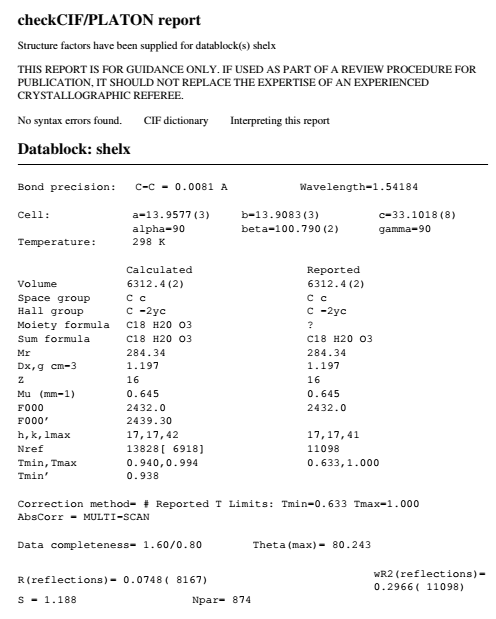 checkCIF/PLATON report
Structure factors have been supplied for datablock(s) shelx
THIS REPORT IS FOR GUIDANCE ONLY. IF USED AS PART OF A REVIEW PROCEDURE FOR
PUBLICATION, IT SHOULD NOT REPLACE THE EXPERTISE OF AN EXPERIENCED
CRYSTALLOGRAPHIC REFEREE.
No syntax errors found. CIF dictionary Interpreting this report
Datablock: shelx
Bond precision: C-C = 0.0081 A Wavelength=1.54184
Cell: a=13.9577(3) b=13.9083(3) c=33.1018(8)
alpha=90 beta=100.790(2) gamma=90
Temperature: 298 K
Calculated Reported
Volume 6312.4(2) 6312.4(2)
Space group C c C c
Hall group C -2yc C -2yc
Moiety formula C18 H20 O3 ?
Sum formula C18 H20 O3 C18 H20 O3
Mr 284.34 284.34
Dx,g cm-3 1.197 1.197
Z 16 16
Mu (mm-1) 0.645 0.645
F000 2432.0 2432.0
F000' 2439.30
h,k,lmax 17,17,42 17,17,41
Nref 13828[ 6918] 11098
Tmin,Tmax 0.940,0.994 0.633,1.000
Tmin' 0.938
Correction method= # Reported T Limits: Tmin=0.633 Tmax=1.000
AbsCorr = MULTI-SCAN
Data completeness= 1.60/0.80 Theta(max)= 80.243
R(reflections)= 0.0748( 8167) wR2(reflections)=
0.2966( 11098)
S = 1.188 Npar= 874